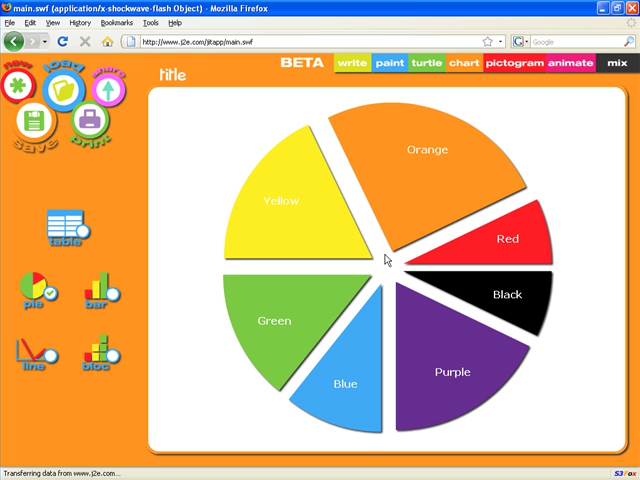 main.swf (application/x-shockwave-flash Object) - Mozilla Firefox
File Edit View History Bookmarks Tools Help
http://www.j2e.com/jitapp/main.swf
Google
BETA write paint turtle chart pictogram animate mix
new load share
title
save print
Orange
Yellow
Red
table
Black
pie bar
Green
Purple
Blue
line bloc
Transferring data from www.j2e.com...
S3Fox